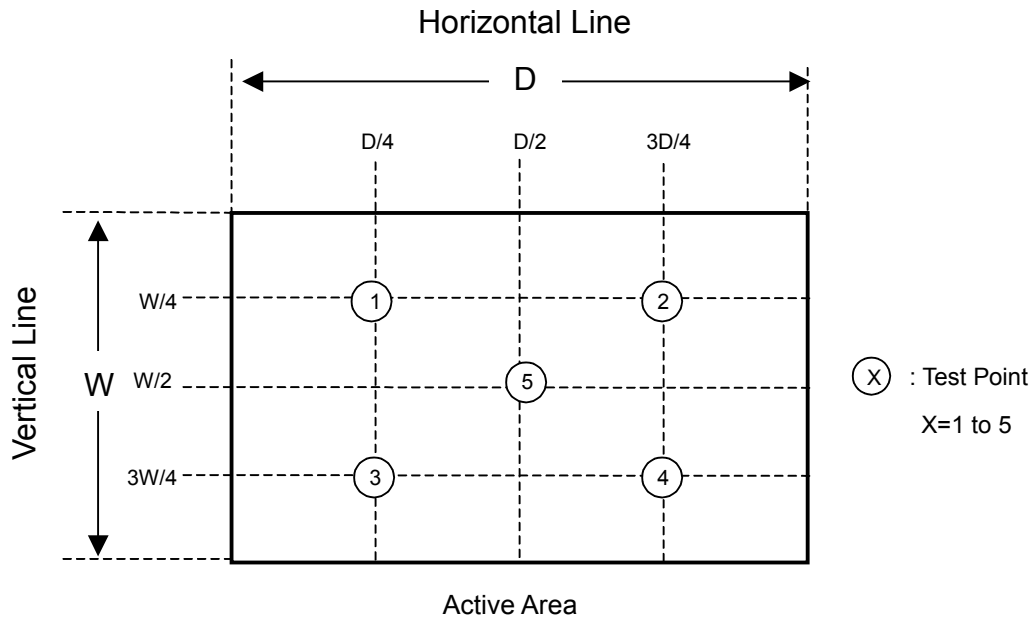 Horizontal Line
D
D/4
D/2
3D/4
Vertical Line
W
W/4
W/2
3W/4
1
2
5
3
4
X : Test Point
X=1 to 5
Active Area